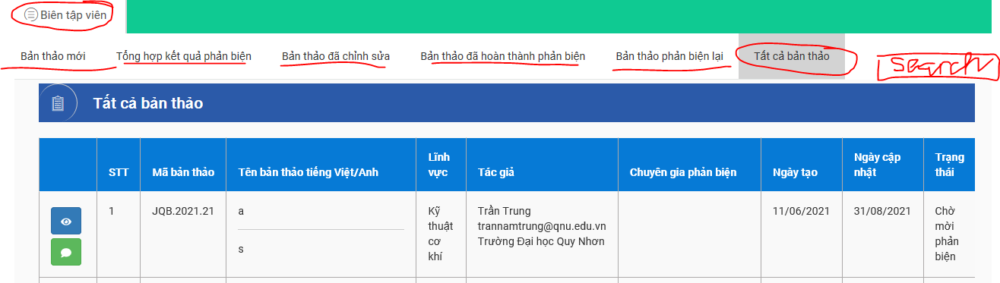 Biên tập viên
Bản thảo mới Tổng hợp kết quả phản biện Bản thảo đã chỉnh sửa Bản thảo đã hoàn thành phản biện Bản thảo phản biện lại Tất cả bản thảo search
Tất cả bản thảo
STT Mã bản thảo Tên bản thảo tiếng Việt/Anh Lĩnh vực Tác giả Chuyên gia phản biện Ngày tạo Ngày cập nhật Trạng thái
1 JQB.2021.21 a Kỹ Trần Trung 11/06/2021 31/08/2021 Chờ
thuật trannamtrung@qnu.edu.vn mời
cơ Trường Đại học Quy Nhơn phản
s khí biện